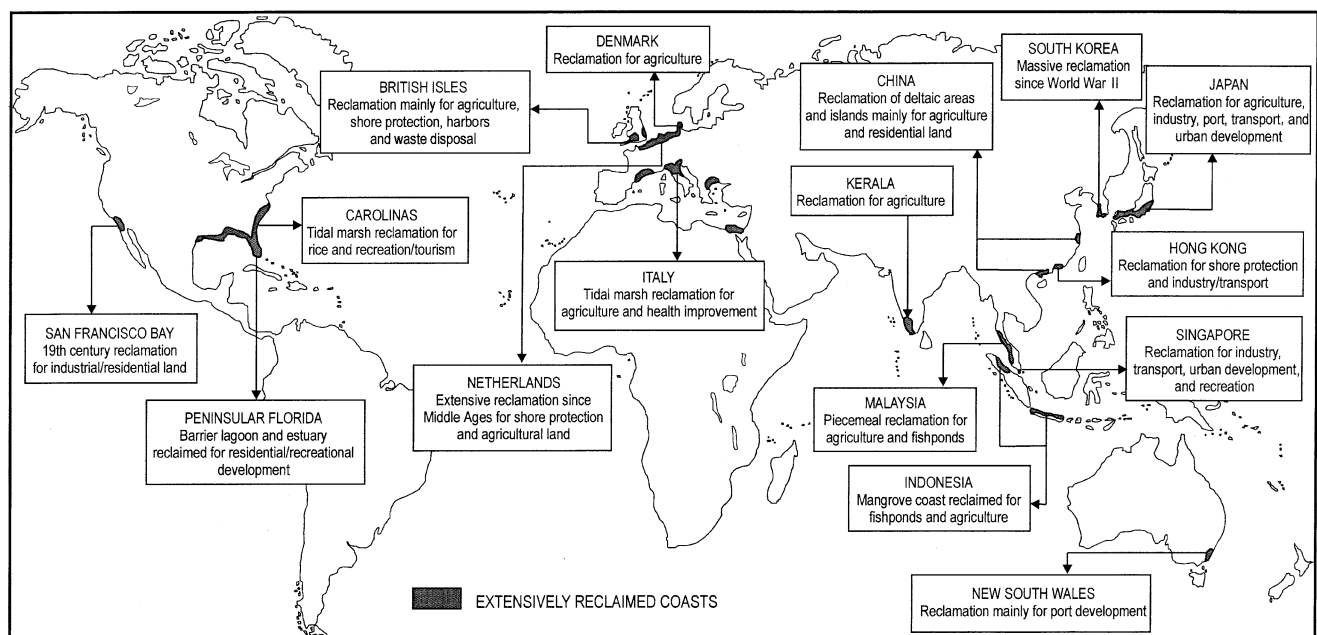 DENMARK
Reclamation for agriculture
SOUTH KOREA
Massive reclamation
since World War II
BRITISH ISLES
Reclamation mainly for agriculture,
shore protection, harbors
and waste disposal
CHINA
Reclamation of deltaic areas
and islands mainly for agriculture
and residential land
JAPAN
Reclamation for agriculture,
industry, port, transport, and
urban development
KERALA
Reclamation for agriculture
CAROLINAS
Tidal marsh reclamation for
rice and recreation/tourism
HONG KONG
Reclamation for shore protection
and industry/transport
ITALY
Tidal marsh reclamation for
agriculture and health improvement
SAN FRANCISCO BAY
19th century reclamation
for industrial/residential land
SINGAPORE
Reclamation for industry,
transport, urban development,
and recreation
NETHERLANDS
Extensive reclamation since
Middle Ages for shore protection
and agricultural land
MALAYSIA
Piecemeal reclamation for
agriculture and fishponds
PENINSULAR FLORIDA
Barrier lagoon and estuary
reclaimed for residential/recreational
development
INDONESIA
Mangrove coast reclaimed for
fishponds and agriculture
NEW SOUTH WALES
Reclamation mainly for port development
EXTENSIVELY RECLAIMED COASTS